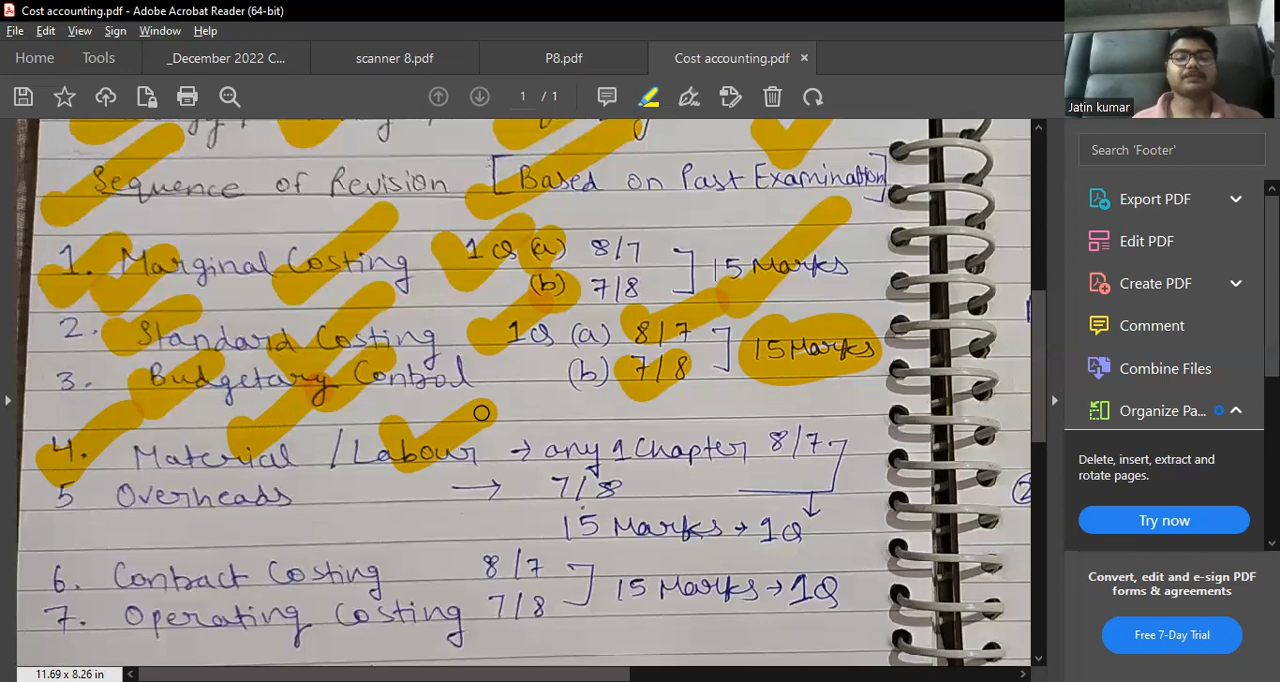 Cost accounting.pdf - Adobe Acrobat Reader (64-bit)
File Edit View Sign Window Help
Home Tools _December 2022 C... scanner 8.pdf P8.pdf Cost accounting.pdf ×
1 / 1
Jatin kumar
Sequence of Revision [Based on Past Examination]
1. Marginal Costing 1Q (a) 8/7
(b) 7/8
15 Marks
2. Standard Costing 1Q (a) 8/7
3. Budgetary Control (b) 7/8
15 Marks
4. Material / Labour → any 1 Chapter 8/7
5 Overheads → 7/8
15 Marks → 1Q
6. Contract Costing 8/7
7. Operating Costing 7/8
15 Marks → 1Q
11.69 x 8.26 in
Search 'Footer'
Export PDF
Edit PDF
Create PDF
Comment
Combine Files
Organize Pa...
Delete, insert, extract and
rotate pages.
Try now
Convert, edit and e-sign PDF
forms & agreements
Free 7-Day Trial